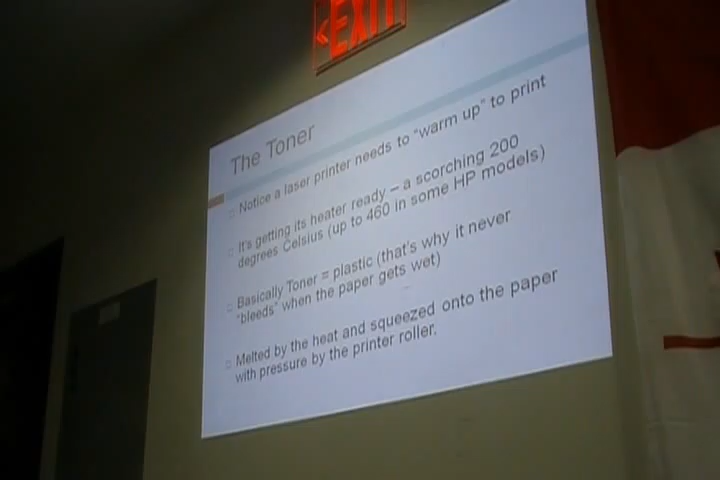 <EXIT
The Toner
Notice a laser printer needs to "warm up" to print
It's getting its heater ready – a scorching 200
degrees Celsius (up to 460 in some HP models)
Basically Toner = plastic (that's why it never
"bleeds" when the paper gets wet)
Melted by the heat and squeezed onto the paper
with pressure by the printer roller.